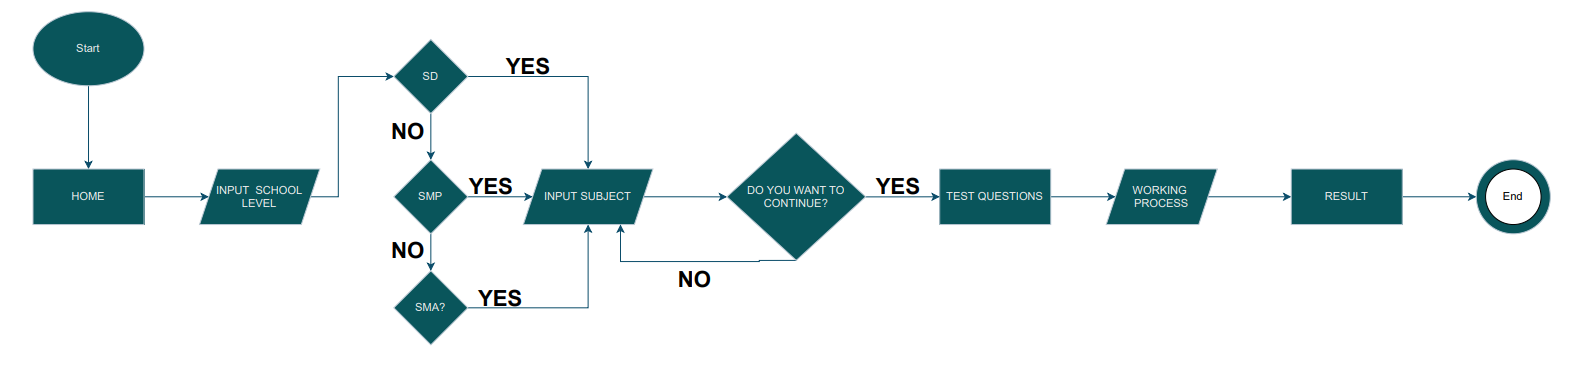 Start
HOME
INPUT SCHOOL
LEVEL
SD
YES
NO
SMP
YES
NO
SMA?
YES
INPUT SUBJECT
DO YOU WANT TO
CONTINUE?
YES
NO
TEST QUESTIONS
WORKING
PROCESS
RESULT
End